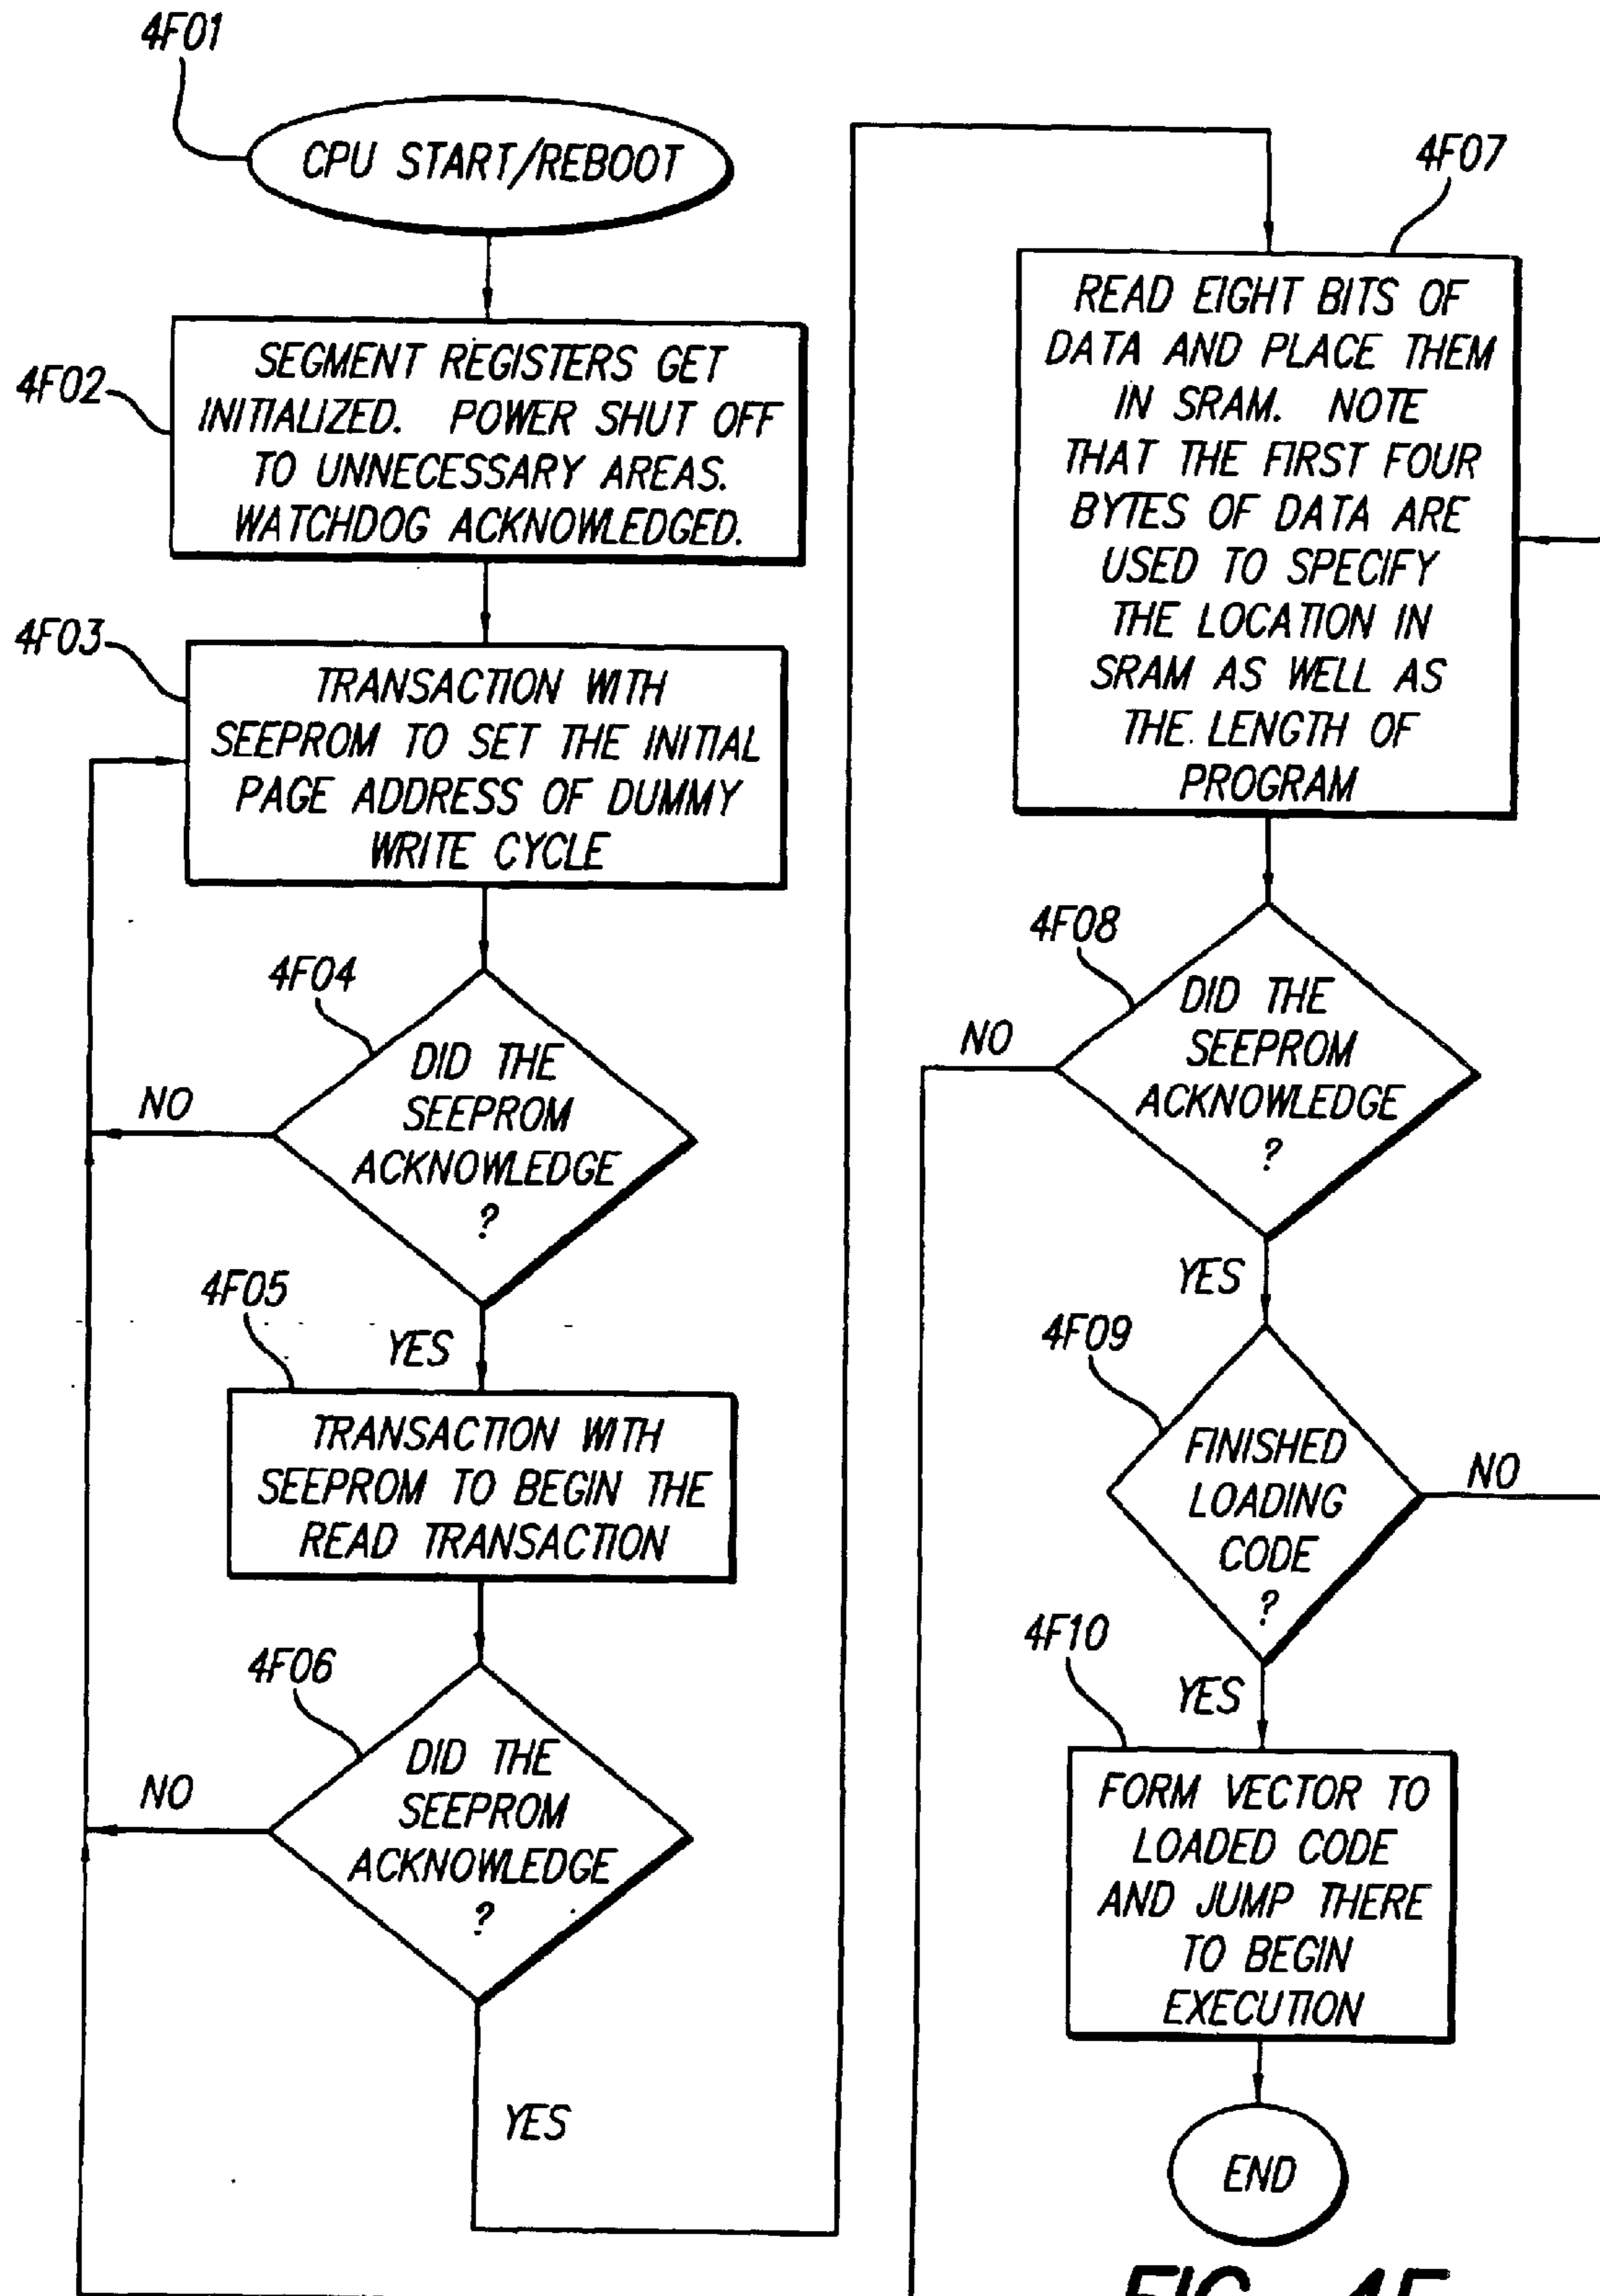 4F01
CPU START/REBOOT
4F02
SEGMENT REGISTERS GET
INITIALIZED. POWER SHUT OFF
TO UNNECESSARY AREAS.
WATCHDOG ACKNOWLEDGED.
4F03
TRANSACTION WITH
SEEPROM TO SET THE INITIAL
PAGE ADDRESS OF DUMMY
WRITE CYCLE
4F04
DID THE
SEEPROM
ACKNOWLEDGE
?
NO
YES
4F05
TRANSACTION WITH
SEEPROM TO BEGIN THE
READ TRANSACTION
4F06
DID THE
SEEPROM
ACKNOWLEDGE
?
NO
YES
4F07
READ EIGHT BITS OF
DATA AND PLACE THEM
IN SRAM. NOTE
THAT THE FIRST FOUR
BYTES OF DATA ARE
USED TO SPECIFY
THE LOCATION IN
SRAM AS WELL AS
THE LENGTH OF
PROGRAM
4F08
DID THE
SEEPROM
ACKNOWLEDGE
?
NO
YES
4F09
FINISHED
LOADING
CODE
?
NO
YES
4F10
FORM VECTOR TO
LOADED CODE
AND JUMP THERE
TO BEGIN
EXECUTION
END
FIG. 4F